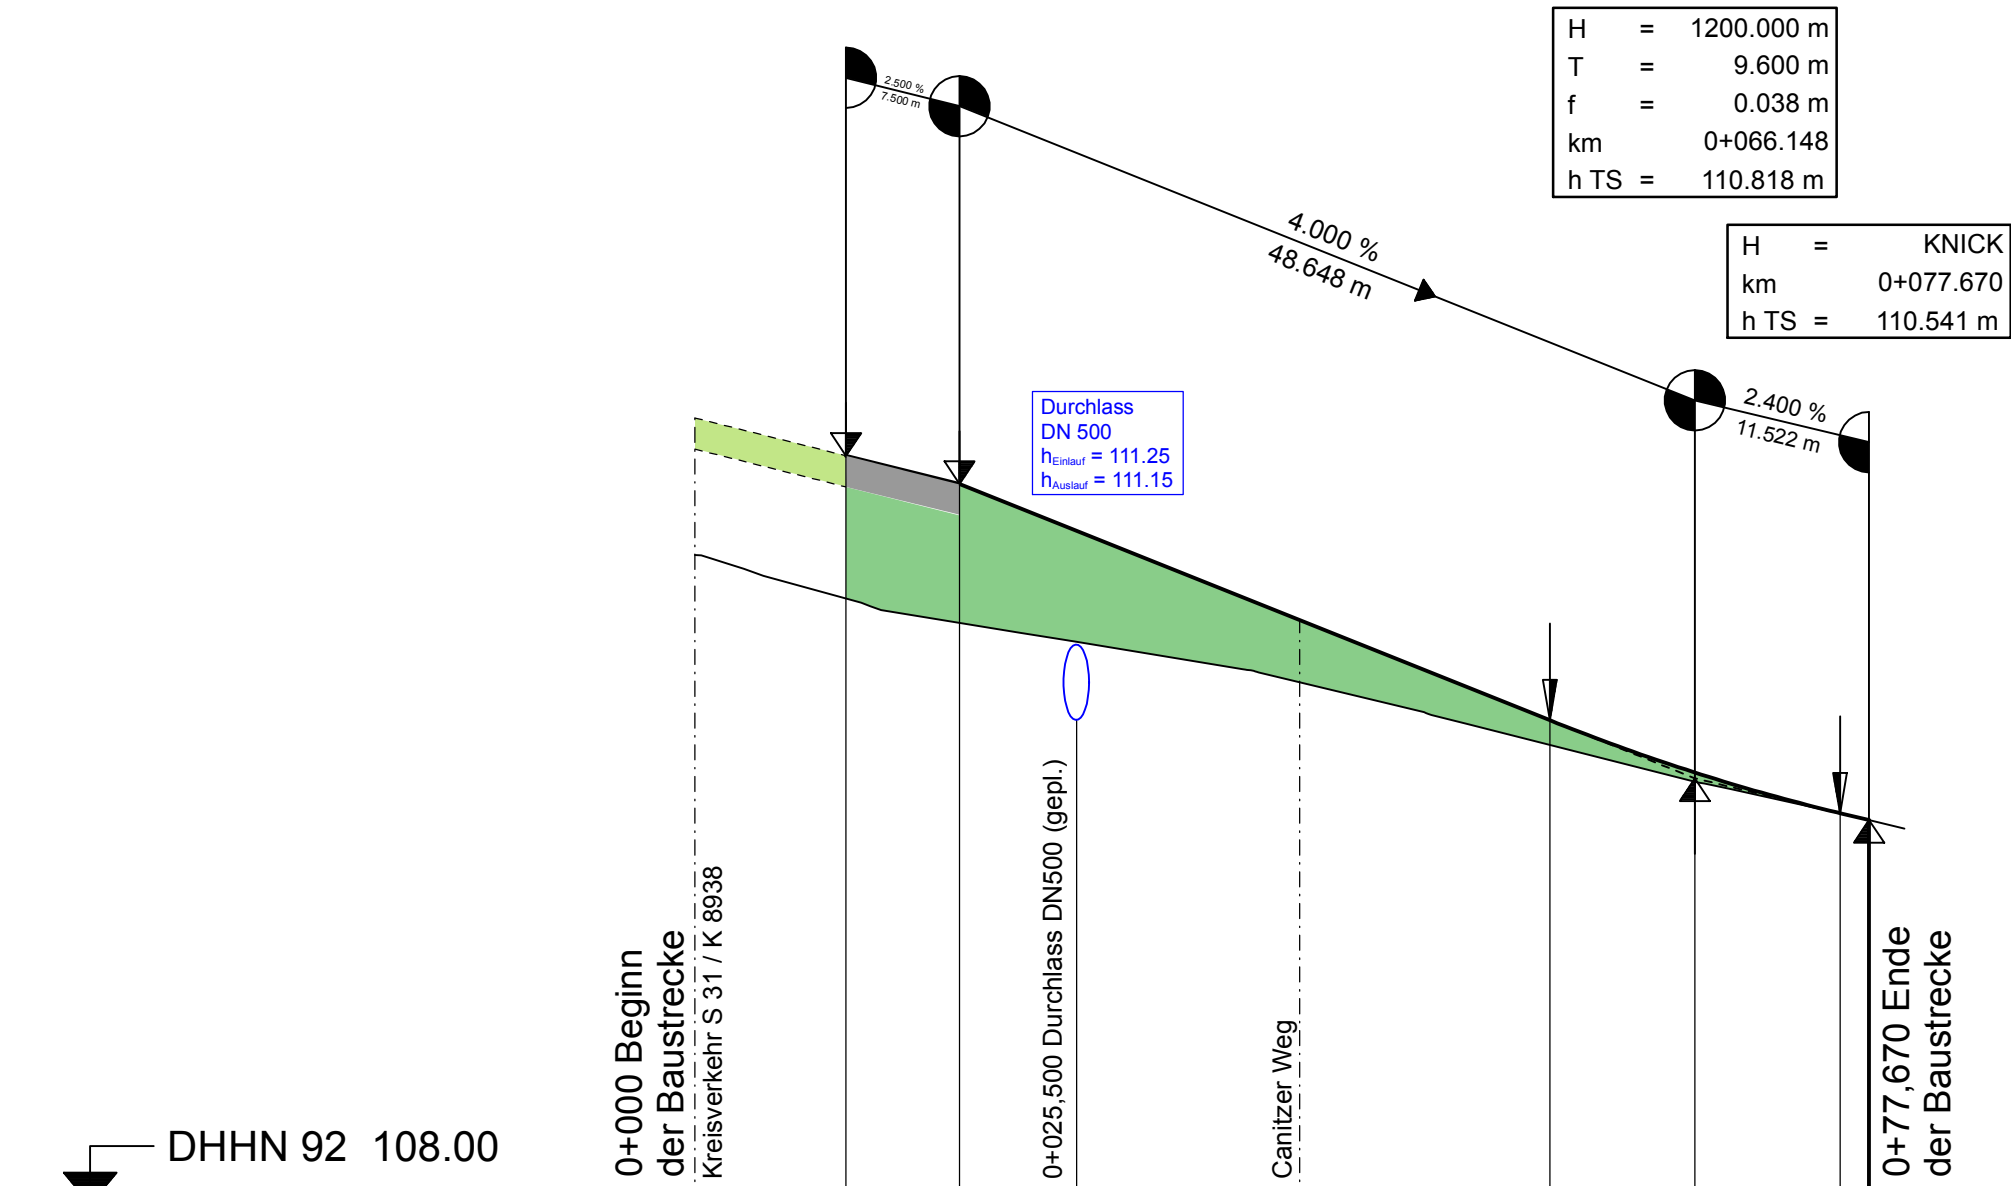 H = 1200.000 m
T = 9.600 m
f = 0.038 m
km 0+066.148
h TS = 110.818 m
2.500 %
7.500 m
4.000 %
48.648 m
H = KNICK
km 0+077.670
h TS = 110.541 m
2.400 %
11.522 m
Durchlass
DN 500
hEinlauf = 111.25
hAuslauf = 111.15
0+000 Beginn
der Baustrecke
Kreisverkehr S 31 / K 8938
0+025,500 Durchlass DN500 (gepl.)
Canitzer Weg
0+77,670 Ende
der Baustrecke
DHHN 92 108.00